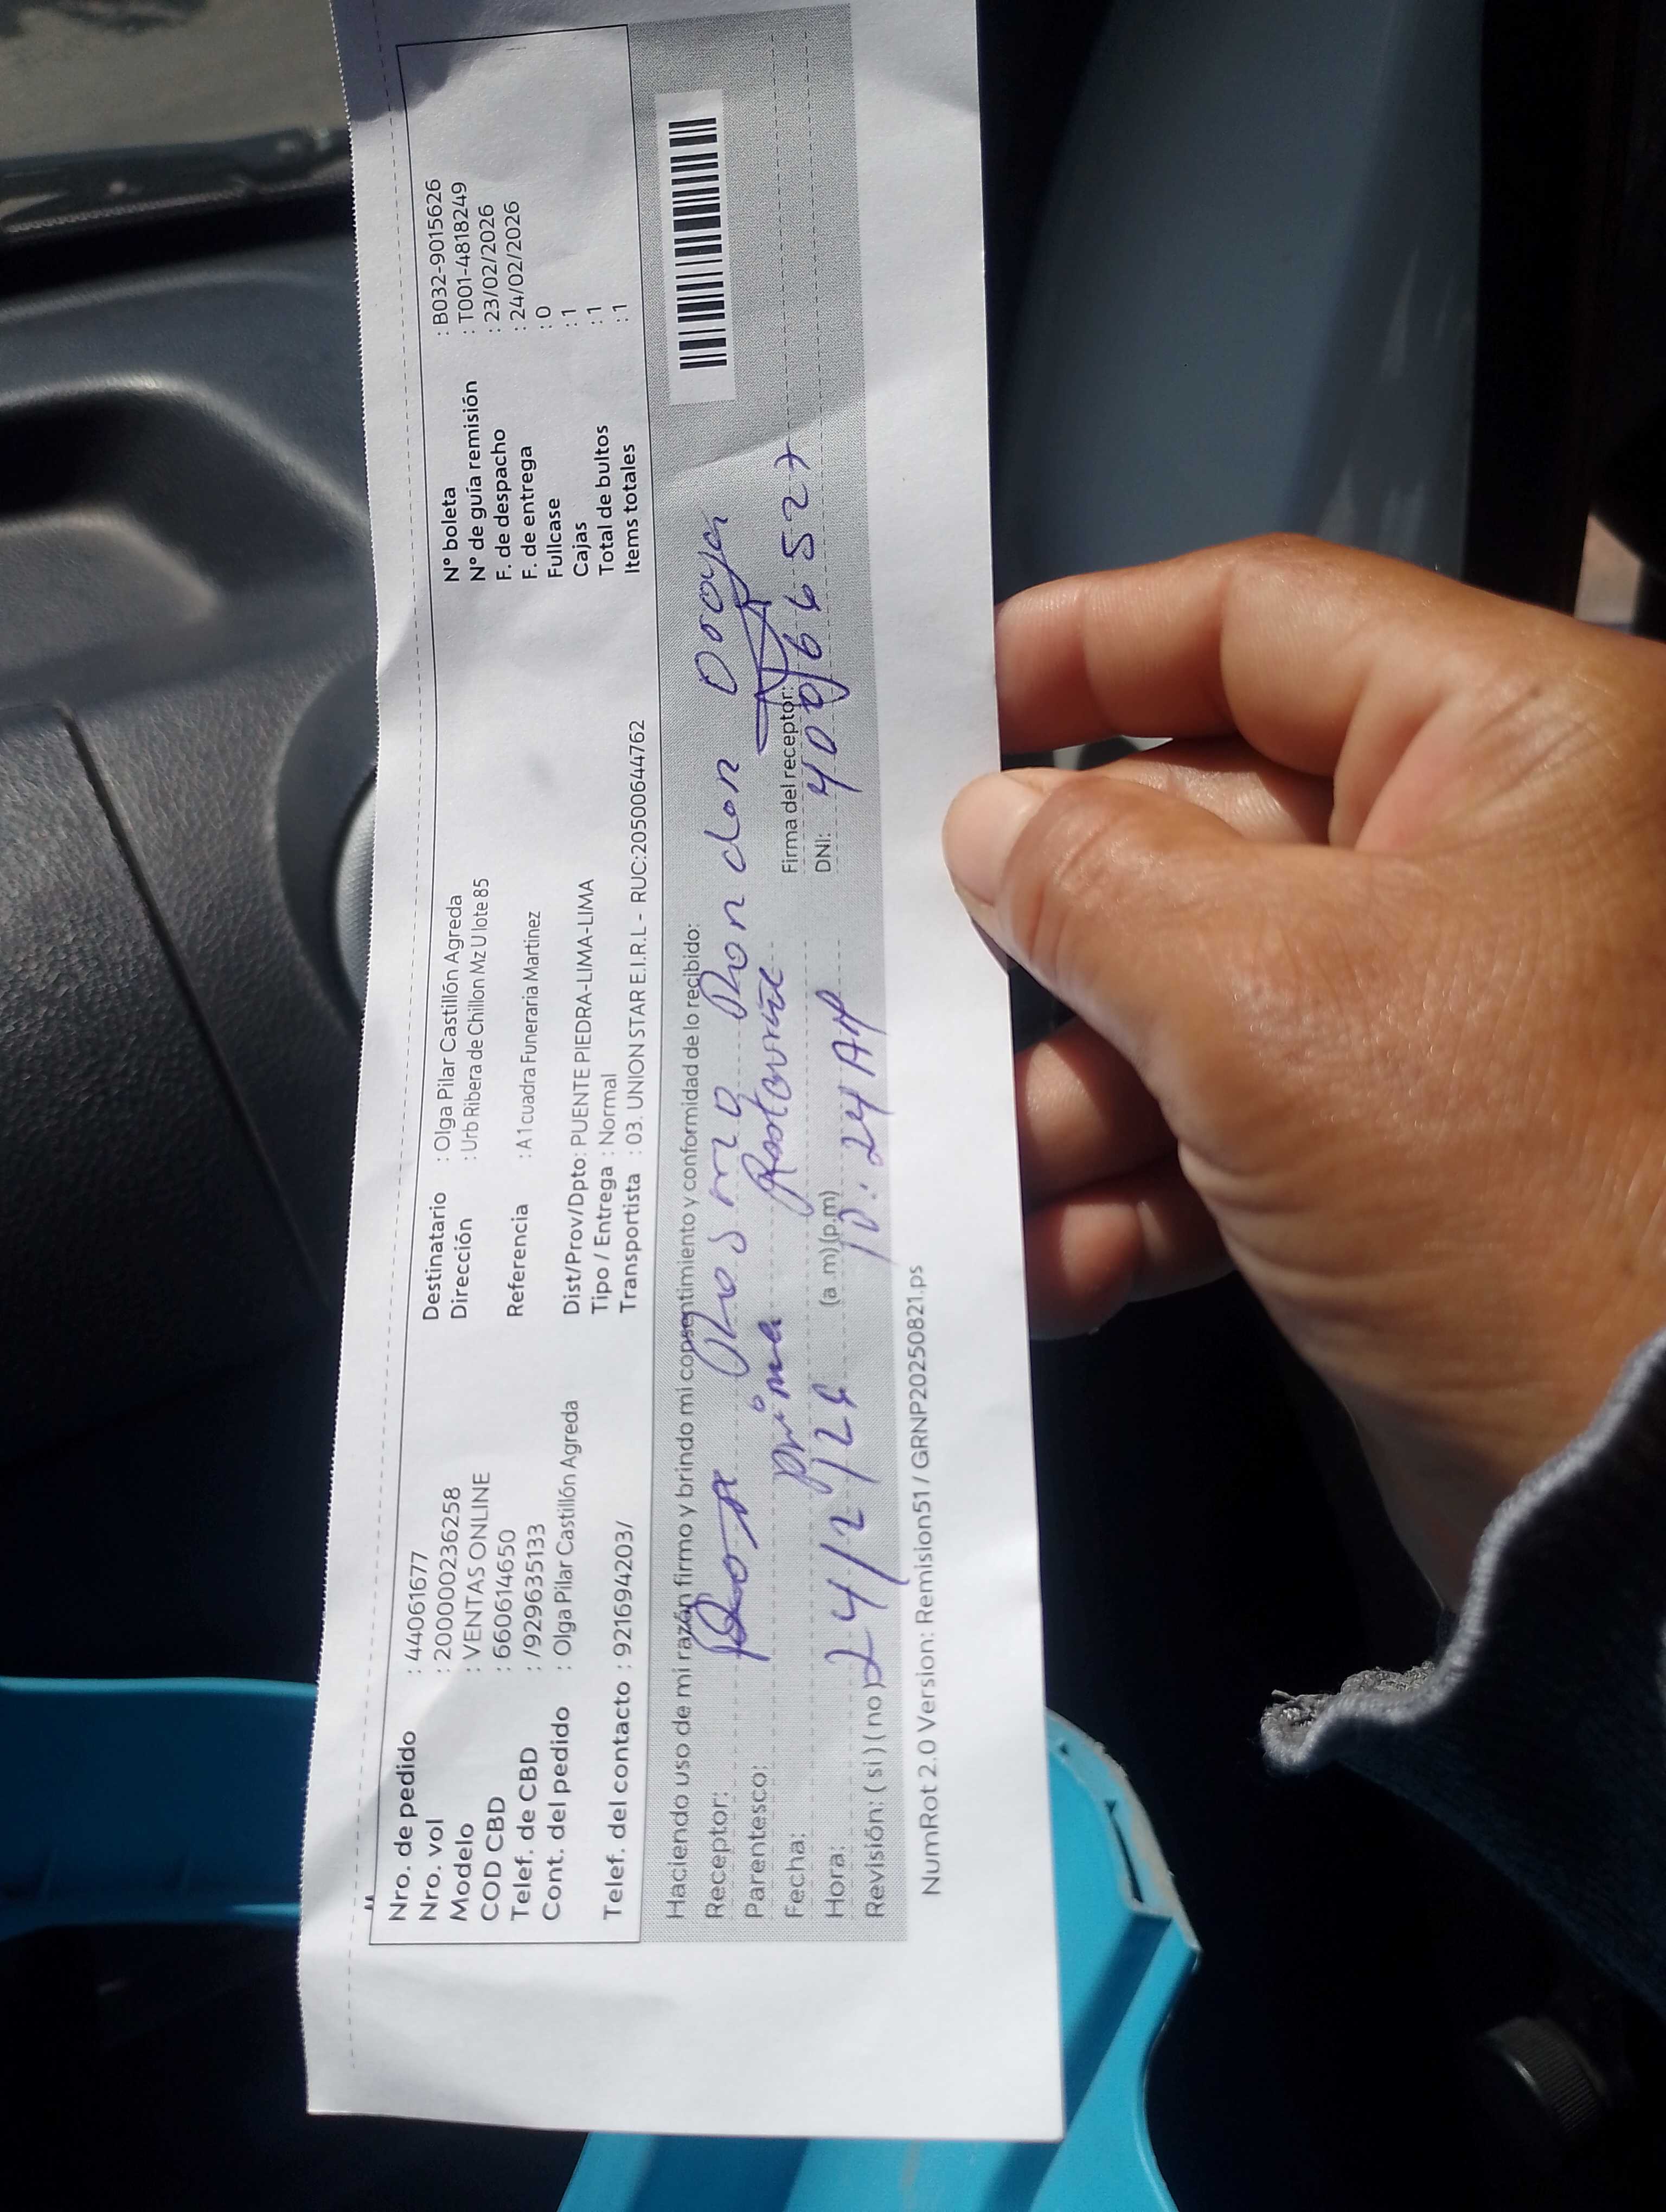 Nro. de pedido : 44061677
Nro. vol : 2000000236258
Modelo : VENTAS ONLINE
COD CBD : 660614650
Telef. de CBD : /929635133
Cont. del pedido : Olga Pilar Castillón Agreda
Telef. del contacto : 921694203/
Destinatario : Olga Pilar Castillón Agreda
Dirección : Urb Ribera de Chillon Mz U lote 85
Referencia : A 1 cuadra Funeraria Martinez
Dist/Prov/Dpto: PUENTE PIEDRA-LIMA-LIMA
Tipo / Entrega : Normal
Transportista : 03. UNION STAR E.I.R.L - RUC:20500644762
N° boleta : B032-9015626
N° de guía remisión : T001-4818249
F. de despacho : 23/02/2026
F. de entrega : 24/02/2026
Fullcase : 0
Cajas : 1
Total de bultos : 1
Items totales : 1
Haciendo uso de mi razón firmo y brindo mi consentimiento y conformidad de lo recibido:
Receptor: Rosa
Parentesco: prima
Firma del receptor:
Fecha: 24/2/26
DNI:
Hora: (a m)(p.m) 10:24 AM
Revisión: (si)(no)
NumRot 2.0 Version: Remision51 / GRNP20250821.ps